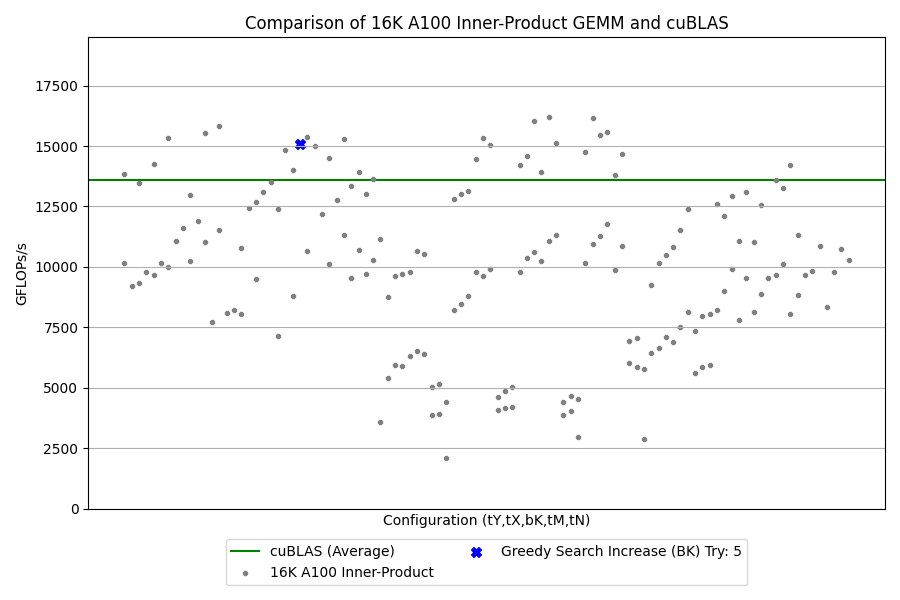 Comparison of 16K A100 Inner-Product GEMM and cuBLAS
17500
15000
12500
10000
7500
5000
2500
0
GFLOPs/s
Configuration (tY,tX,bK,tM,tN)
cuBLAS (Average)
16K A100 Inner-Product
Greedy Search Increase (BK) Try: 5